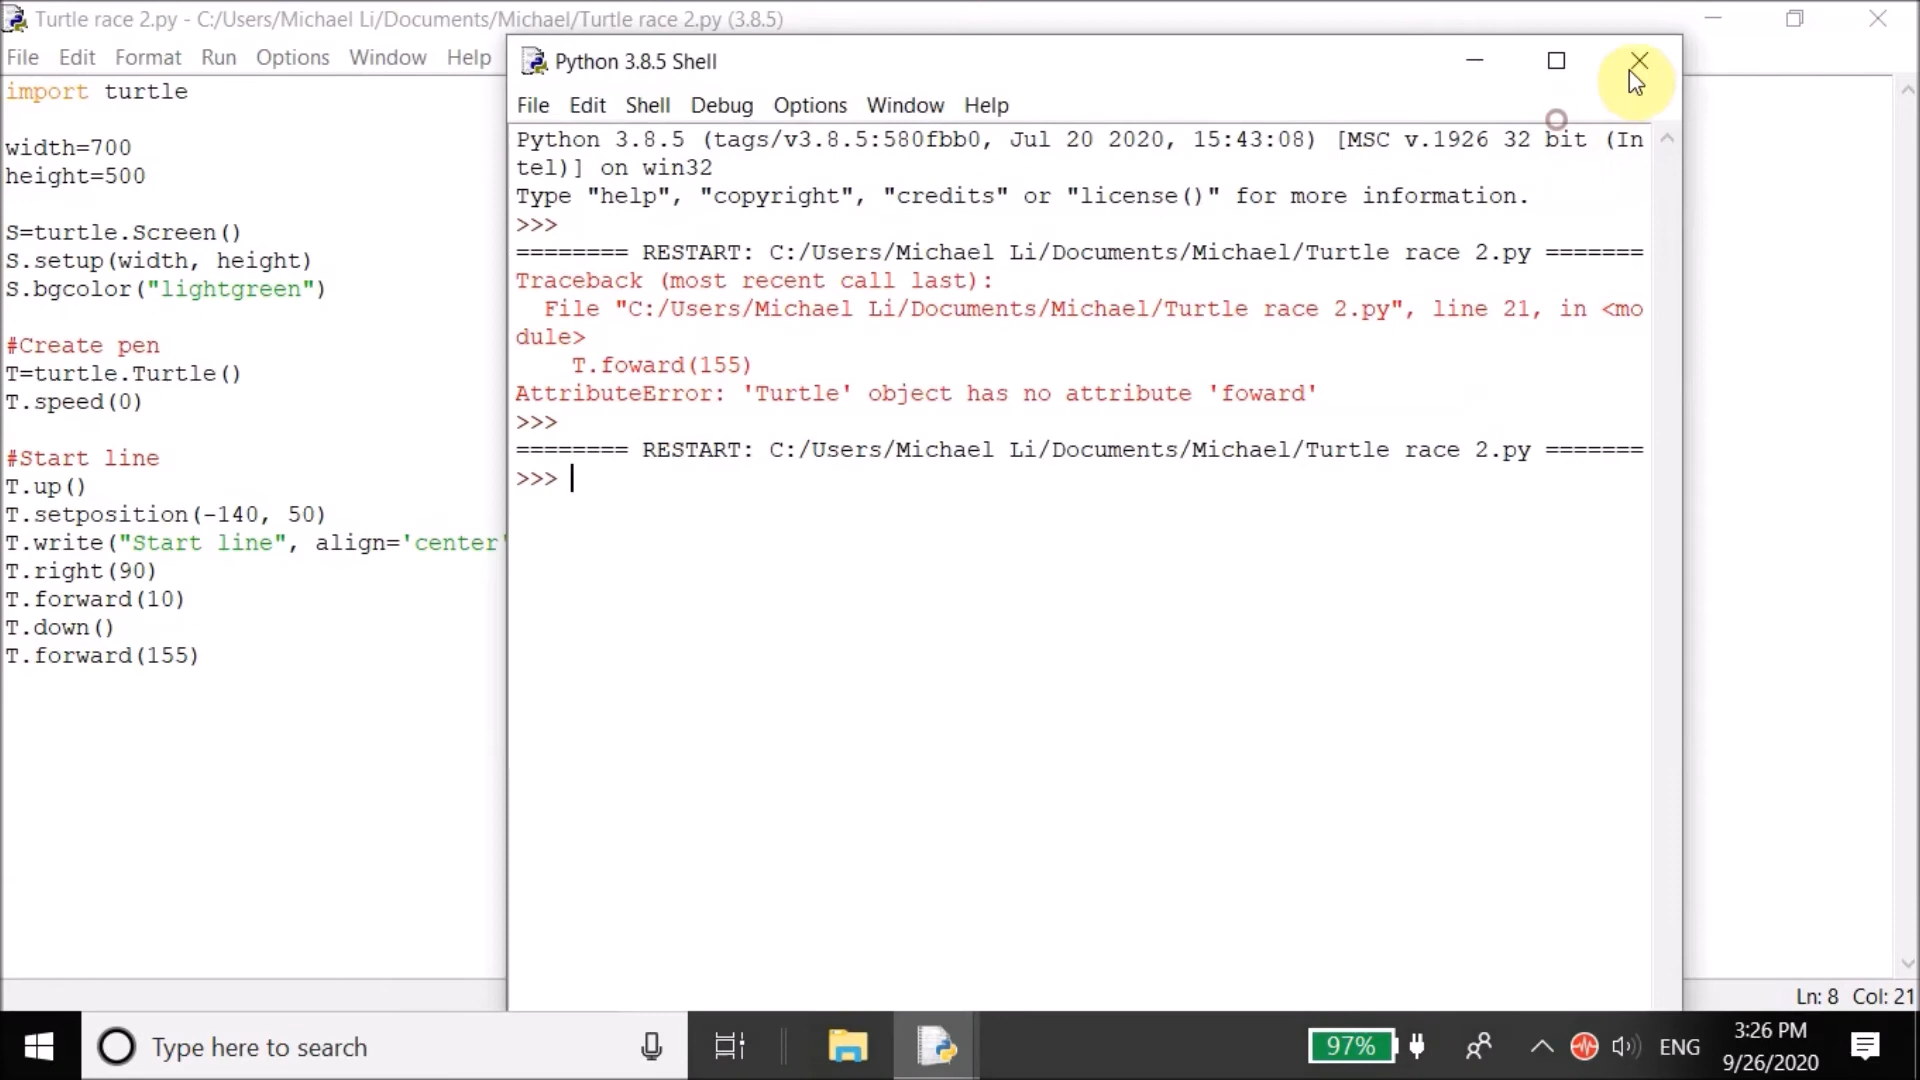 Turtle race 2.py - C:/Users/Michael Li/Documents/Michael/Turtle race 2.py (3.8.5)
File Edit Format Run Options Window Help
import turtle
width=700
height=500
S=turtle.Screen()
S.setup(width, height)
S.bgcolor("lightgreen")
#Create pen
T=turtle.Turtle()
T.speed(0)
#Start line
T.up()
T.setposition(-140, 50)
T.write("Start line", align='center'
T.right(90)
T.forward(10)
T.down()
T.forward(155)
Python 3.8.5 Shell
File Edit Shell Debug Options Window Help
Python 3.8.5 (tags/v3.8.5:580fbb0, Jul 20 2020, 15:43:08) [MSC v.1926 32 bit (In
tel)] on win32
Type "help", "copyright", "credits" or "license()" for more information.
>>>
======== RESTART: C:/Users/Michael Li/Documents/Michael/Turtle race 2.py =======
Traceback (most recent call last):
  File "C:/Users/Michael Li/Documents/Michael/Turtle race 2.py", line 21, in <mo
dule>
    T.foward(155)
AttributeError: 'Turtle' object has no attribute 'foward'
>>>
======== RESTART: C:/Users/Michael Li/Documents/Michael/Turtle race 2.py =======
>>>
Ln: 8 Col: 21
Type here to search
97%
ENG
3:26 PM
9/26/2020